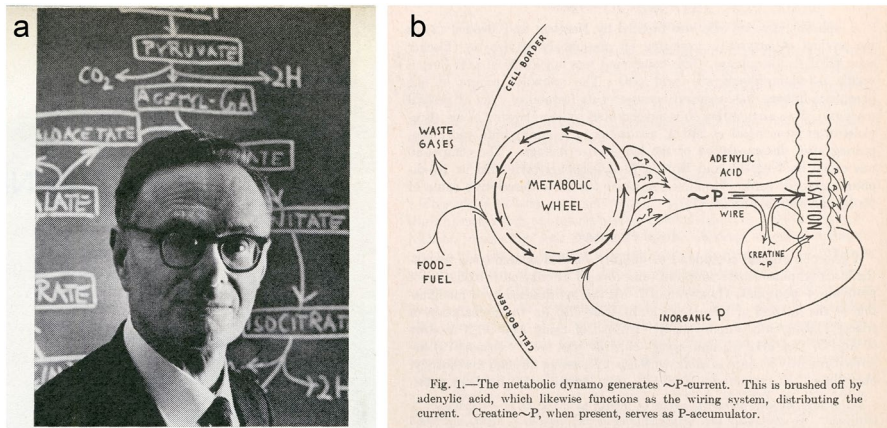 a
PYRUVATE
CO₂
2H
ACETYL-CoA
ALOACETATE
ATE
ALATE
ITRATE
RATE
ISOCITRAT
2H
b
CELL BORDER
WASTE
GASES
METABOLIC
WHEEL
~P
~P
~P
~P
ADENYLIC
ACID
~P
WIRE
UTILISATION
CREATINE
~P
FOOD-
FUEL
CELL BORDER
INORGANIC P
Fig. 1.—The metabolic dynamo generates ~P-current. This is brushed off by
adenylic acid, which likewise functions as the wiring system, distributing the
current. Creatine~P, when present, serves as P-accumulator.